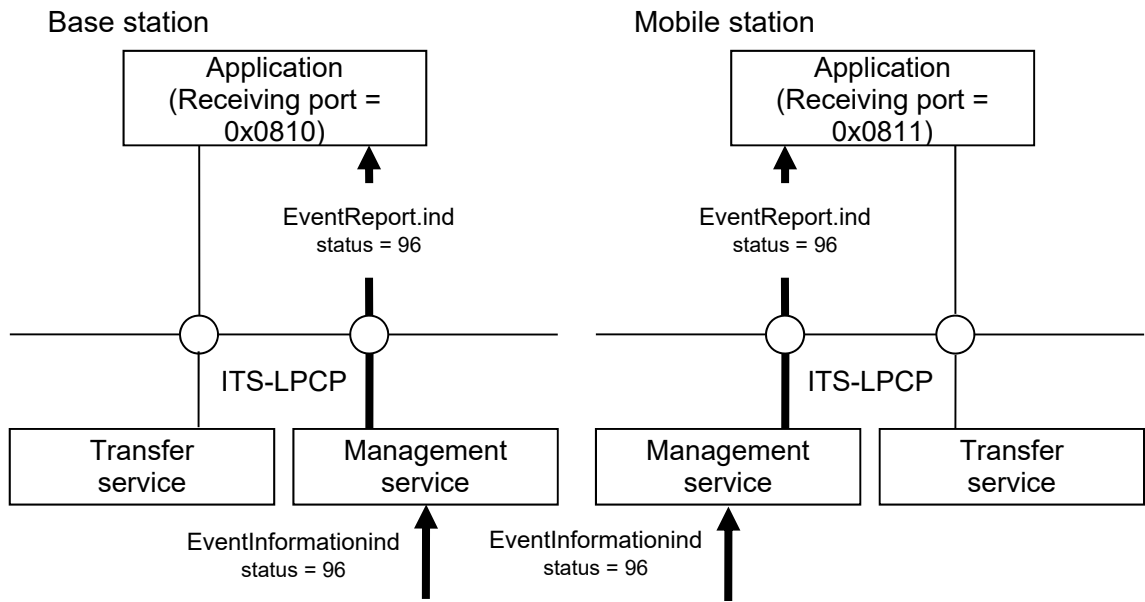 Base station
Application
(Receiving port =
0x0810)
EventReport.ind
status = 96
ITS-LPCP
Transfer
service
Management
service
EventInformationind
status = 96
Mobile station
Application
(Receiving port =
0x0811)
EventReport.ind
status = 96
ITS-LPCP
Management
service
Transfer
service
EventInformationind
status = 96